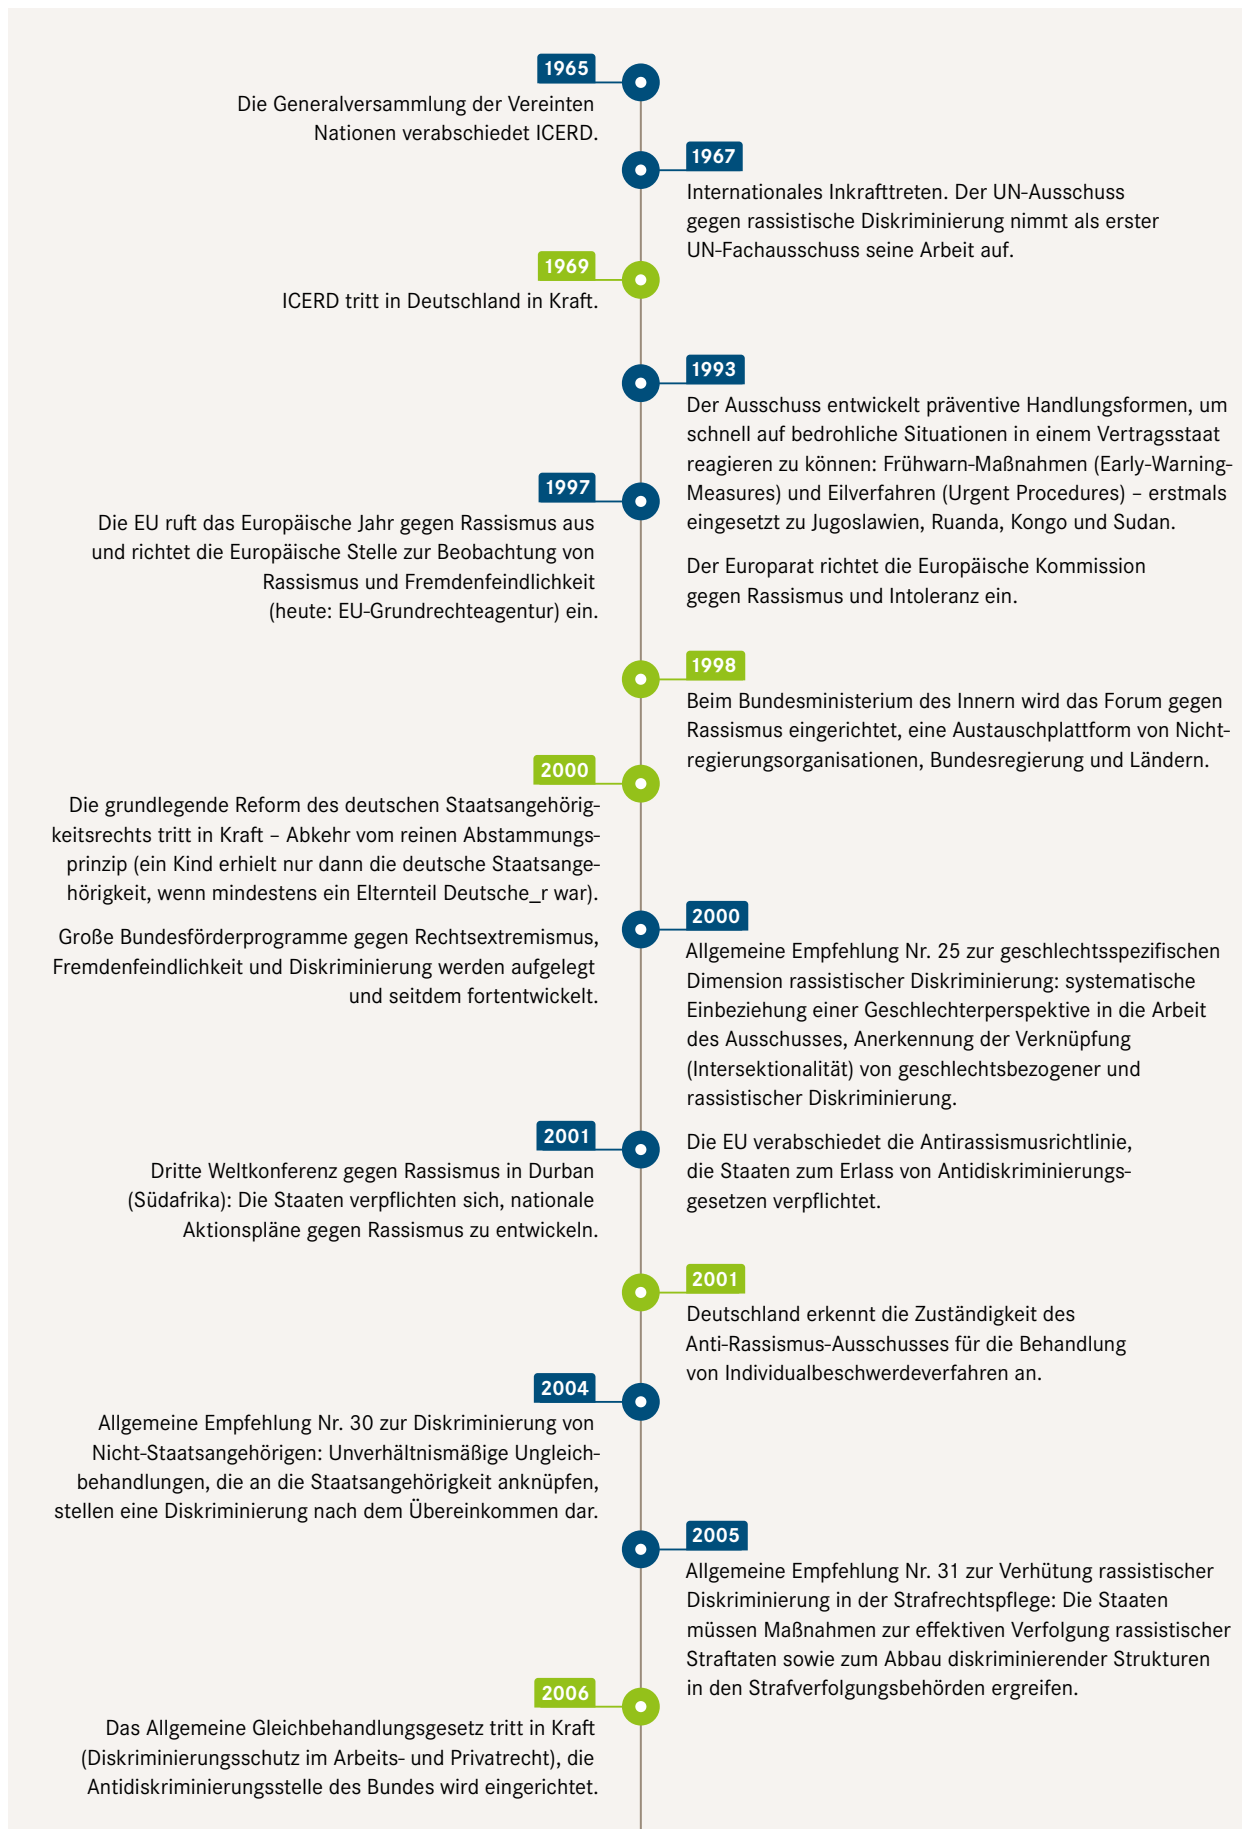 1965
Die Generalversammlung der Vereinten
Nationen verabschiedet ICERD.
1967
Internationales Inkrafttreten. Der UN-Ausschuss
gegen rassistische Diskriminierung nimmt als erster
UN-Fachausschuss seine Arbeit auf.
1969
ICERD tritt in Deutschland in Kraft.
1993
Der Ausschuss entwickelt präventive Handlungsformen, um
schnell auf bedrohliche Situationen in einem Vertragsstaat
reagieren zu können: Frühwarn-Maßnahmen (Early-Warning-
Measures) und Eilverfahren (Urgent Procedures) – erstmals
eingesetzt zu Jugoslawien, Ruanda, Kongo und Sudan.
Der Europarat richtet die Europäische Kommission
gegen Rassismus und Intoleranz ein.
1997
Die EU ruft das Europäische Jahr gegen Rassismus aus
und richtet die Europäische Stelle zur Beobachtung von
Rassismus und Fremdenfeindlichkeit
(heute: EU-Grundrechteagentur) ein.
1998
Beim Bundesministerium des Innern wird das Forum gegen
Rassismus eingerichtet, eine Austauschplattform von Nicht-
regierungsorganisationen, Bundesregierung und Ländern.
2000
Die grundlegende Reform des deutschen Staatsangehörig-
keitsrechts tritt in Kraft – Abkehr vom reinen Abstammungs-
prinzip (ein Kind erhielt nur dann die deutsche Staatsange-
hörigkeit, wenn mindestens ein Elternteil Deutsche_r war).
Große Bundesförderprogramme gegen Rechtsextremismus,
Fremdenfeindlichkeit und Diskriminierung werden aufgelegt
und seitdem fortentwickelt.
2000
Allgemeine Empfehlung Nr. 25 zur geschlechtsspezifischen
Dimension rassistischer Diskriminierung: systematische
Einbeziehung einer Geschlechterperspektive in die Arbeit
des Ausschusses, Anerkennung der Verknüpfung
(Intersektionalität) von geschlechtsbezogener und
rassistischer Diskriminierung.
Die EU verabschiedet die Antirassismusrichtlinie,
die Staaten zum Erlass von Antidiskriminierungs-
gesetzen verpflichtet.
2001
Dritte Weltkonferenz gegen Rassismus in Durban
(Südafrika): Die Staaten verpflichten sich, nationale
Aktionspläne gegen Rassismus zu entwickeln.
2001
Deutschland erkennt die Zuständigkeit des
Anti-Rassismus-Ausschusses für die Behandlung
von Individualbeschwerdeverfahren an.
2004
Allgemeine Empfehlung Nr. 30 zur Diskriminierung von
Nicht-Staatsangehörigen: Unverhältnismäßige Ungleich-
behandlungen, die an die Staatsangehörigkeit anknüpfen,
stellen eine Diskriminierung nach dem Übereinkommen dar.
2005
Allgemeine Empfehlung Nr. 31 zur Verhütung rassistischer
Diskriminierung in der Strafrechtspflege: Die Staaten
müssen Maßnahmen zur effektiven Verfolgung rassistischer
Straftaten sowie zum Abbau diskriminierender Strukturen
in den Strafverfolgungsbehörden ergreifen.
2006
Das Allgemeine Gleichbehandlungsgesetz tritt in Kraft
(Diskriminierungsschutz im Arbeits- und Privatrecht), die
Antidiskriminierungsstelle des Bundes wird eingerichtet.